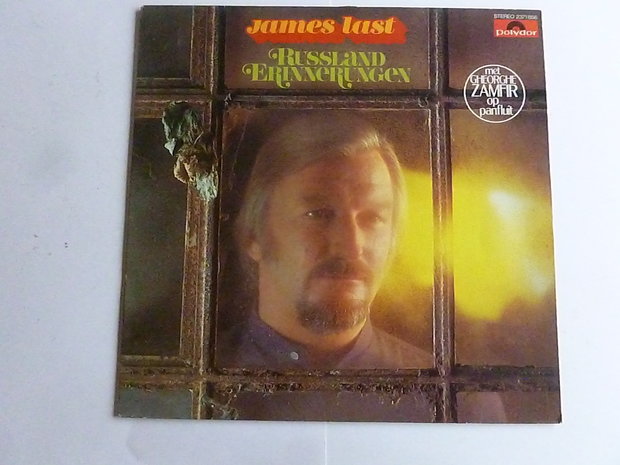 james last
STEREO 2371 656
polydor
RUSSLAND
ERINNERUNGEN
met
GHEORGHE
ZAMFIR
op
panfluit